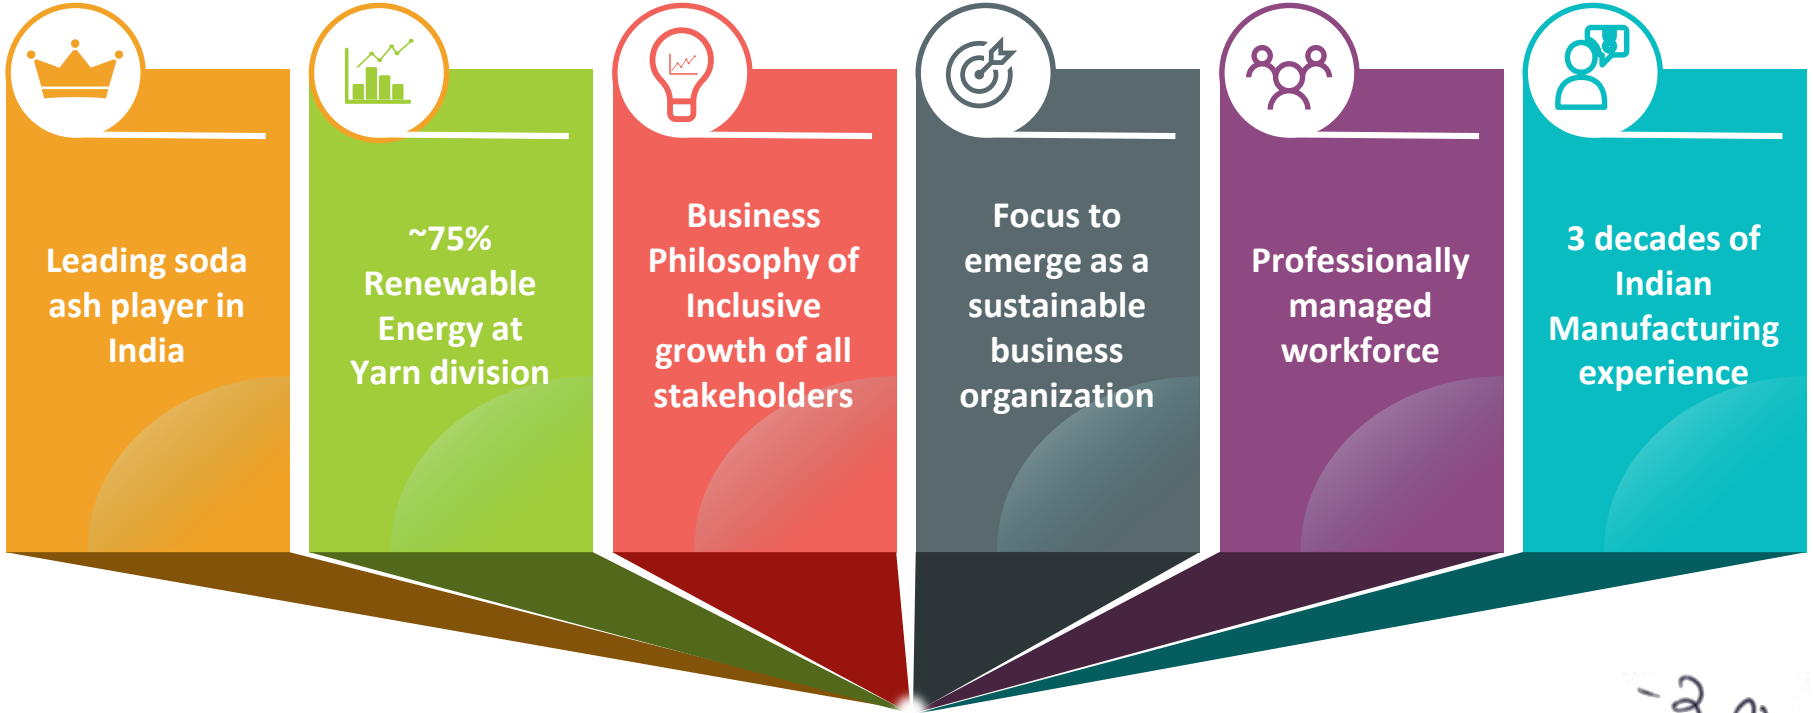 Leading soda
ash player in
India
~75%
Renewable
Energy at
Yarn division
Business
Philosophy of
Inclusive
growth of all
stakeholders
Focus to
emerge as a
sustainable
business
organization
Professionally
managed
workforce
3 decades of
Indian
Manufacturing
experience